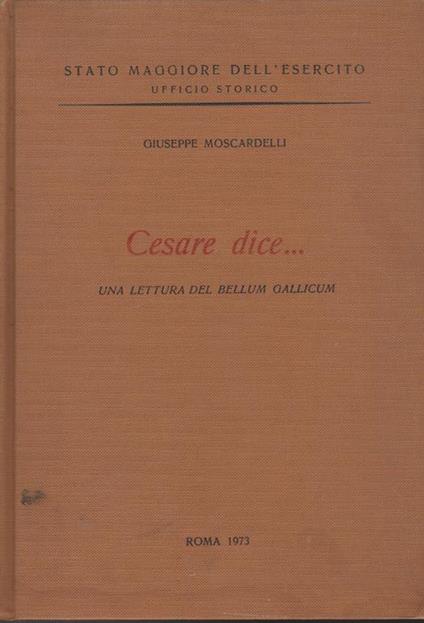 STATO MAGGIORE DELL'ESERCITO
UFFICIO STORICO
GIUSEPPE MOSCARDELLI
Cesare dice...
UNA LETTURA DEL BELLUM GALLICUM
ROMA 1973